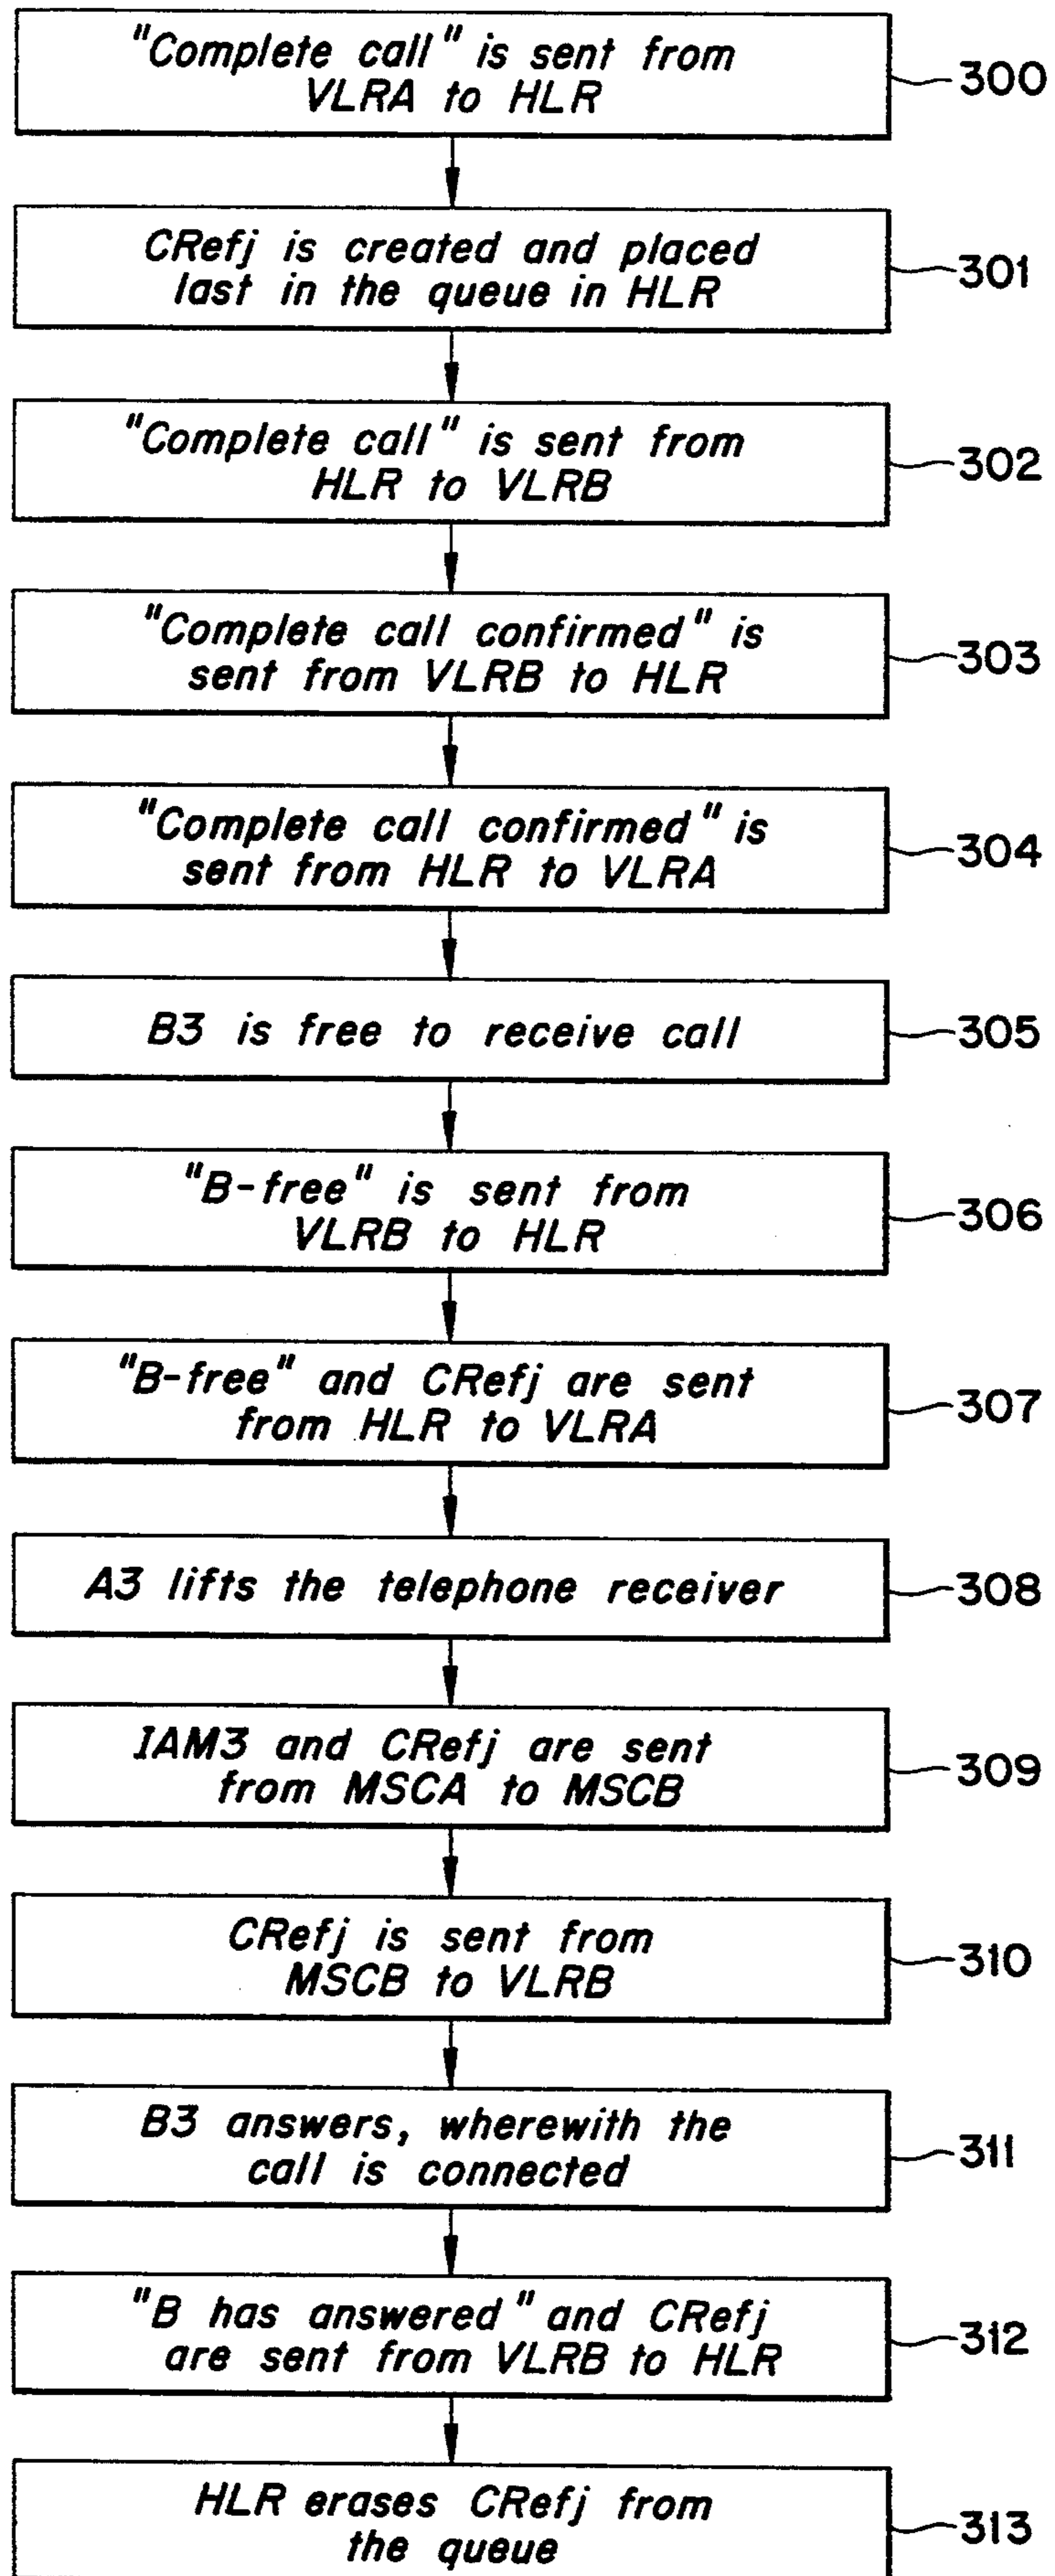 "Complete call" is sent from
VLRA to HLR
300
CRefj is created and placed
last in the queue in HLR
301
"Complete call" is sent from
HLR to VLRB
302
"Complete call confirmed" is
sent from VLRB to HLR
303
"Complete call confirmed" is
sent from HLR to VLRA
304
B3 is free to receive call
305
"B-free" is sent from
VLRB to HLR
306
"B-free" and CRefj are sent
from HLR to VLRA
307
A3 lifts the telephone receiver
308
IAM3 and CRefj are sent
from MSCA to MSCB
309
CRefj is sent from
MSCB to VLRB
310
B3 answers, wherewith the
call is connected
311
"B has answered" and CRefj
are sent from VLRB to HLR
312
HLR erases CRefj from
the queue
313